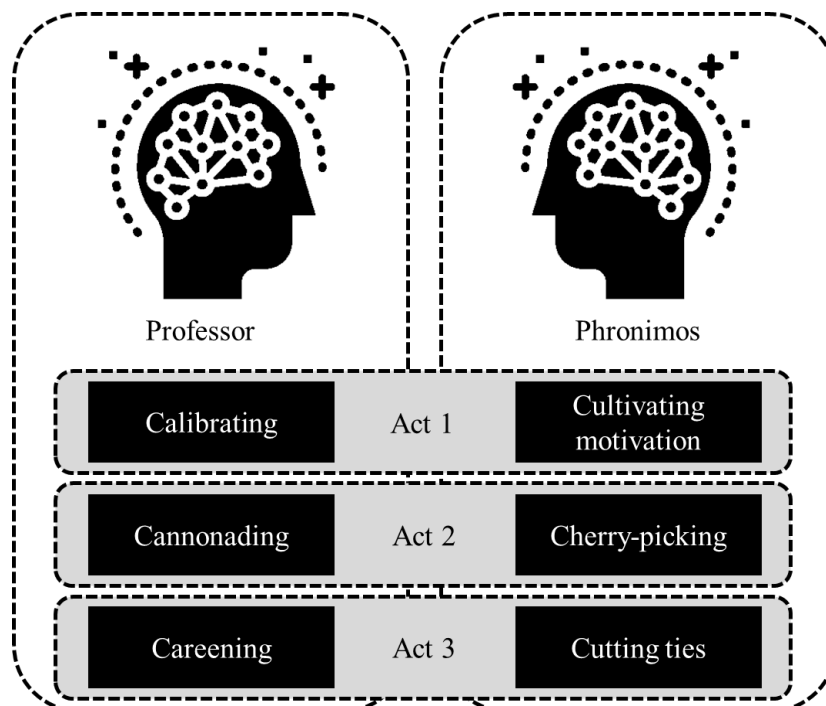 Professor
Phronimos
Calibrating
Act 1
Cultivating
motivation
Cannonading
Act 2
Cherry-picking
Careening
Act 3
Cutting ties